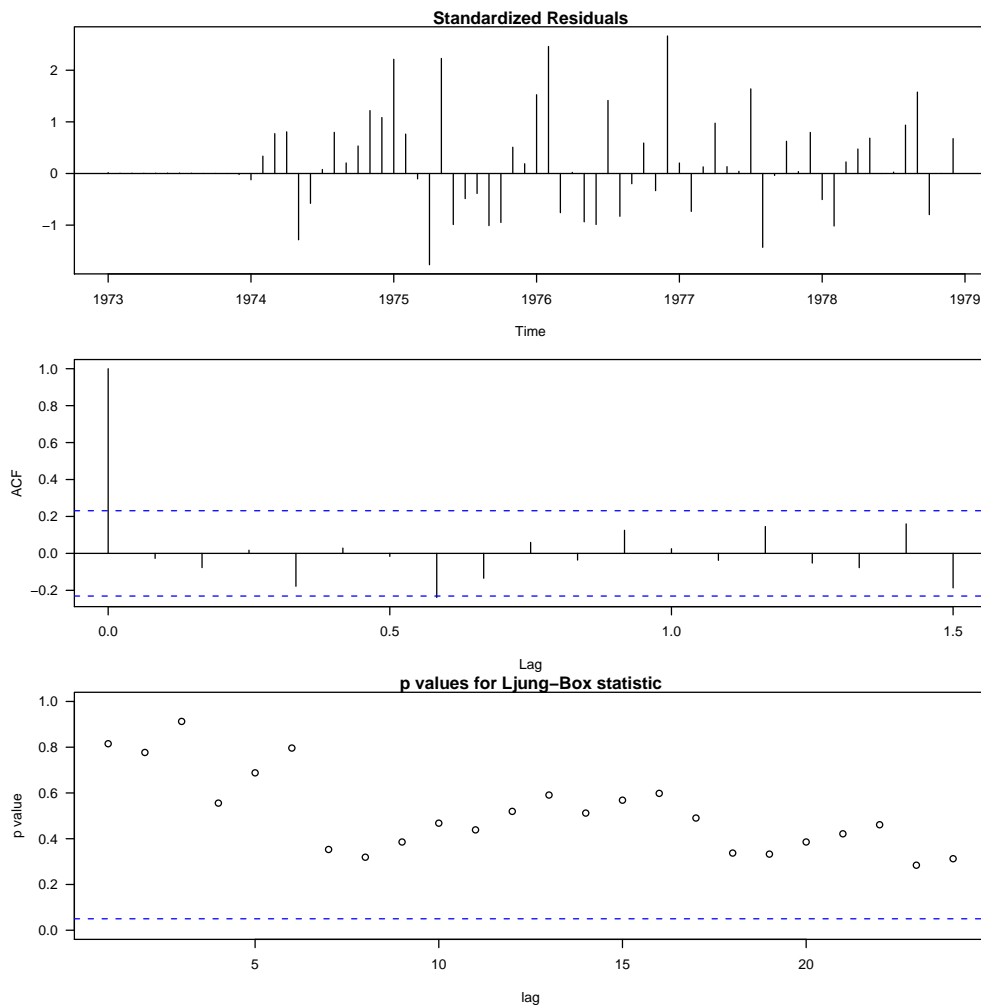 Standardized Residuals
2
1
0
−1
1973 1974 1975 1976 1977 1978 1979
Time
1.0
0.8
0.6
0.4
0.2
0.0
−0.2
ACF
0.0 0.5 1.0 1.5
Lag
p values for Ljung−Box statistic
1.0
0.8
0.6
0.4
0.2
0.0
p value
5 10 15 20
lag